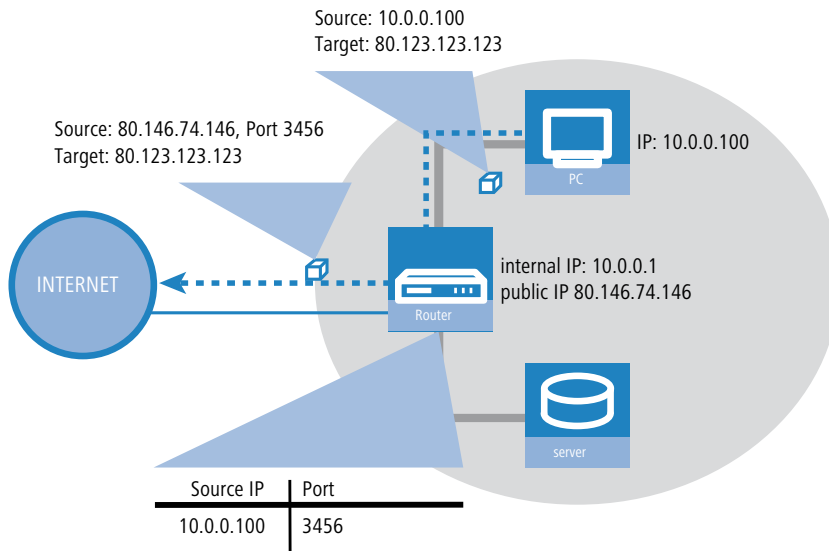 Source: 10.0.0.100
Target: 80.123.123.123
Source: 80.146.74.146, Port 3456
Target: 80.123.123.123
IP: 10.0.0.100
PC
INTERNET
internal IP: 10.0.0.1
public IP 80.146.74.146
Router
server
Source IP Port
10.0.0.100 3456